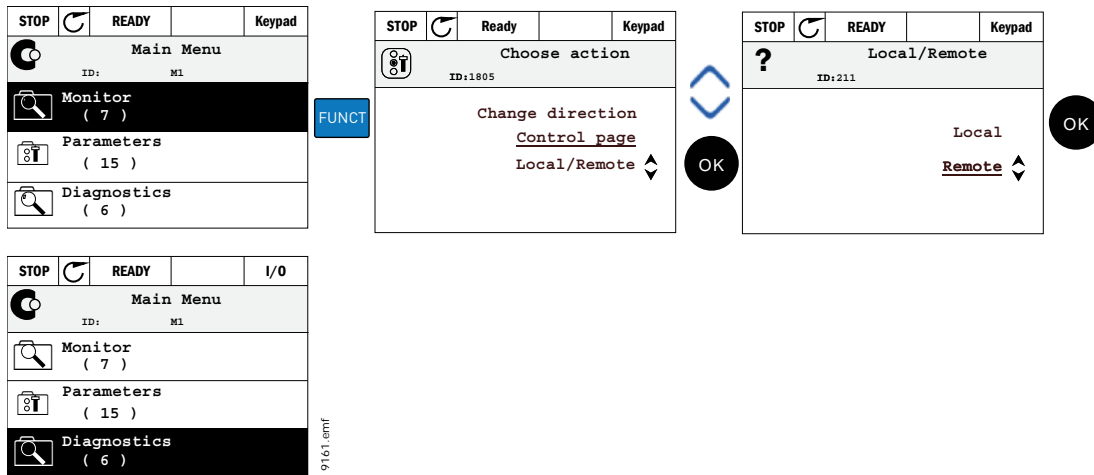 STOP READY Keypad
Main Menu
ID: M1
Monitor
( 7 )
Parameters
( 15 )
Diagnostics
( 6 )
FUNCT
STOP Ready Keypad
Choose action
ID:1805
Change direction
Control page
Local/Remote
OK
STOP READY Keypad
? Local/Remote
ID:211
Local
Remote
OK
STOP READY I/O
Main Menu
ID: M1
Monitor
( 7 )
Parameters
( 15 )
Diagnostics
( 6 )
9161.emf